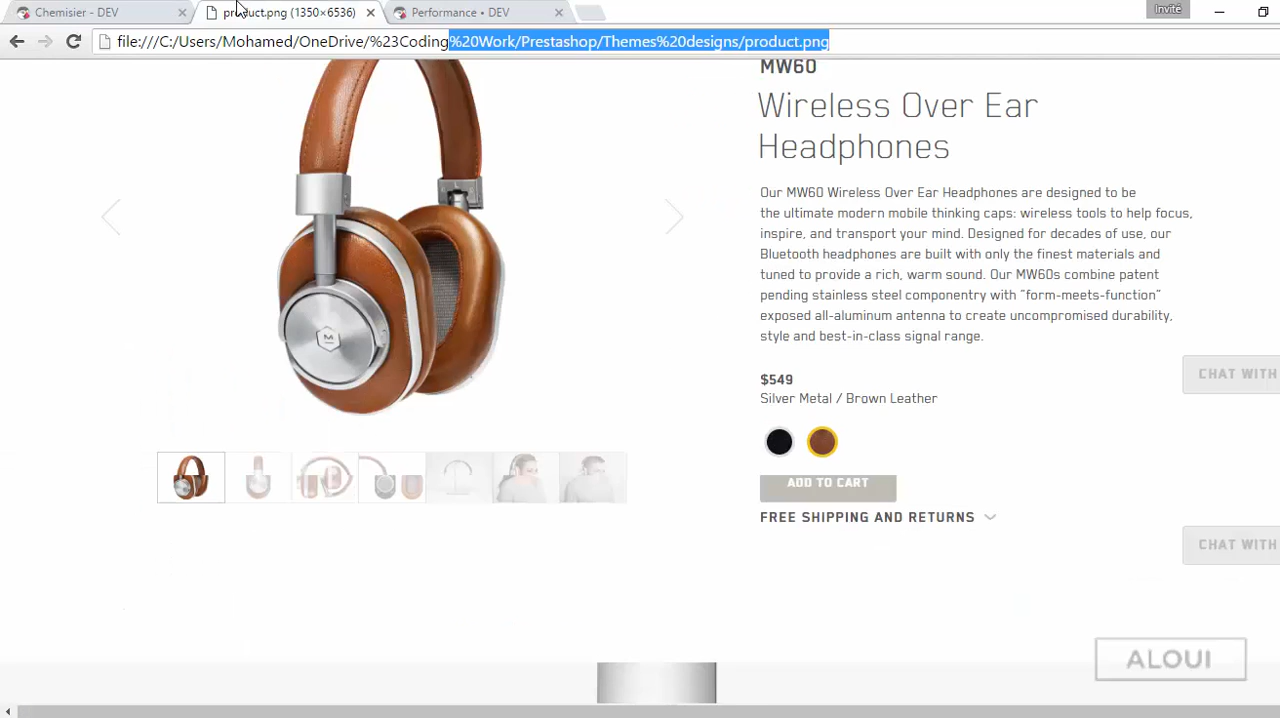 Chemisier - DEV
product.png (1350×6536)
Performance • DEV
Invité
file:///C:/Users/Mohamed/OneDrive/%23Coding%20Work/Prestashop/Themes%20designs/product.png
MW60
Wireless Over Ear
Headphones
Our MW60 Wireless Over Ear Headphones are designed to be
the ultimate modern mobile thinking caps: wireless tools to help focus,
inspire, and transport your mind. Designed for decades of use, our
Bluetooth headphones are built with only the finest materials and
tuned to provide a rich, warm sound. Our MW60s combine patent
pending stainless steel componentry with “form-meets-function”
exposed all-aluminum antenna to create uncompromised durability,
style and best-in-class signal range.
CHAT WITH
$549
Silver Metal / Brown Leather
ADD TO CART
FREE SHIPPING AND RETURNS
CHAT WITH
ALOUI